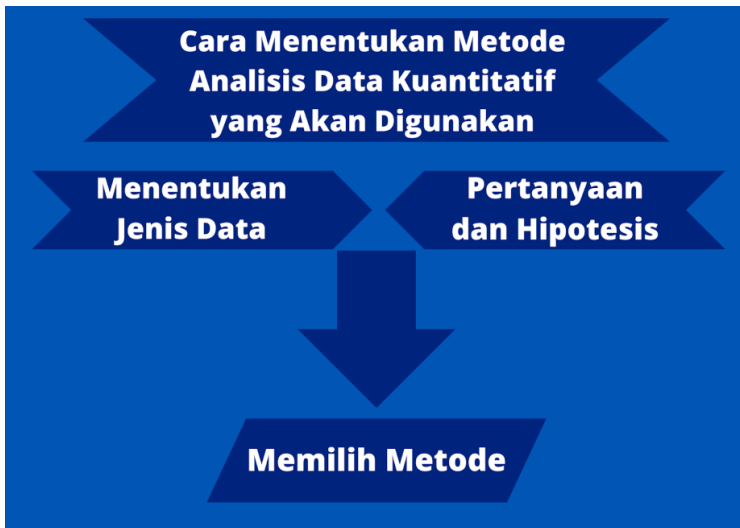 Cara Menentukan Metode
Analisis Data Kuantitatif
yang Akan Digunakan
Menentukan
Jenis Data
Pertanyaan
dan Hipotesis
Memilih Metode